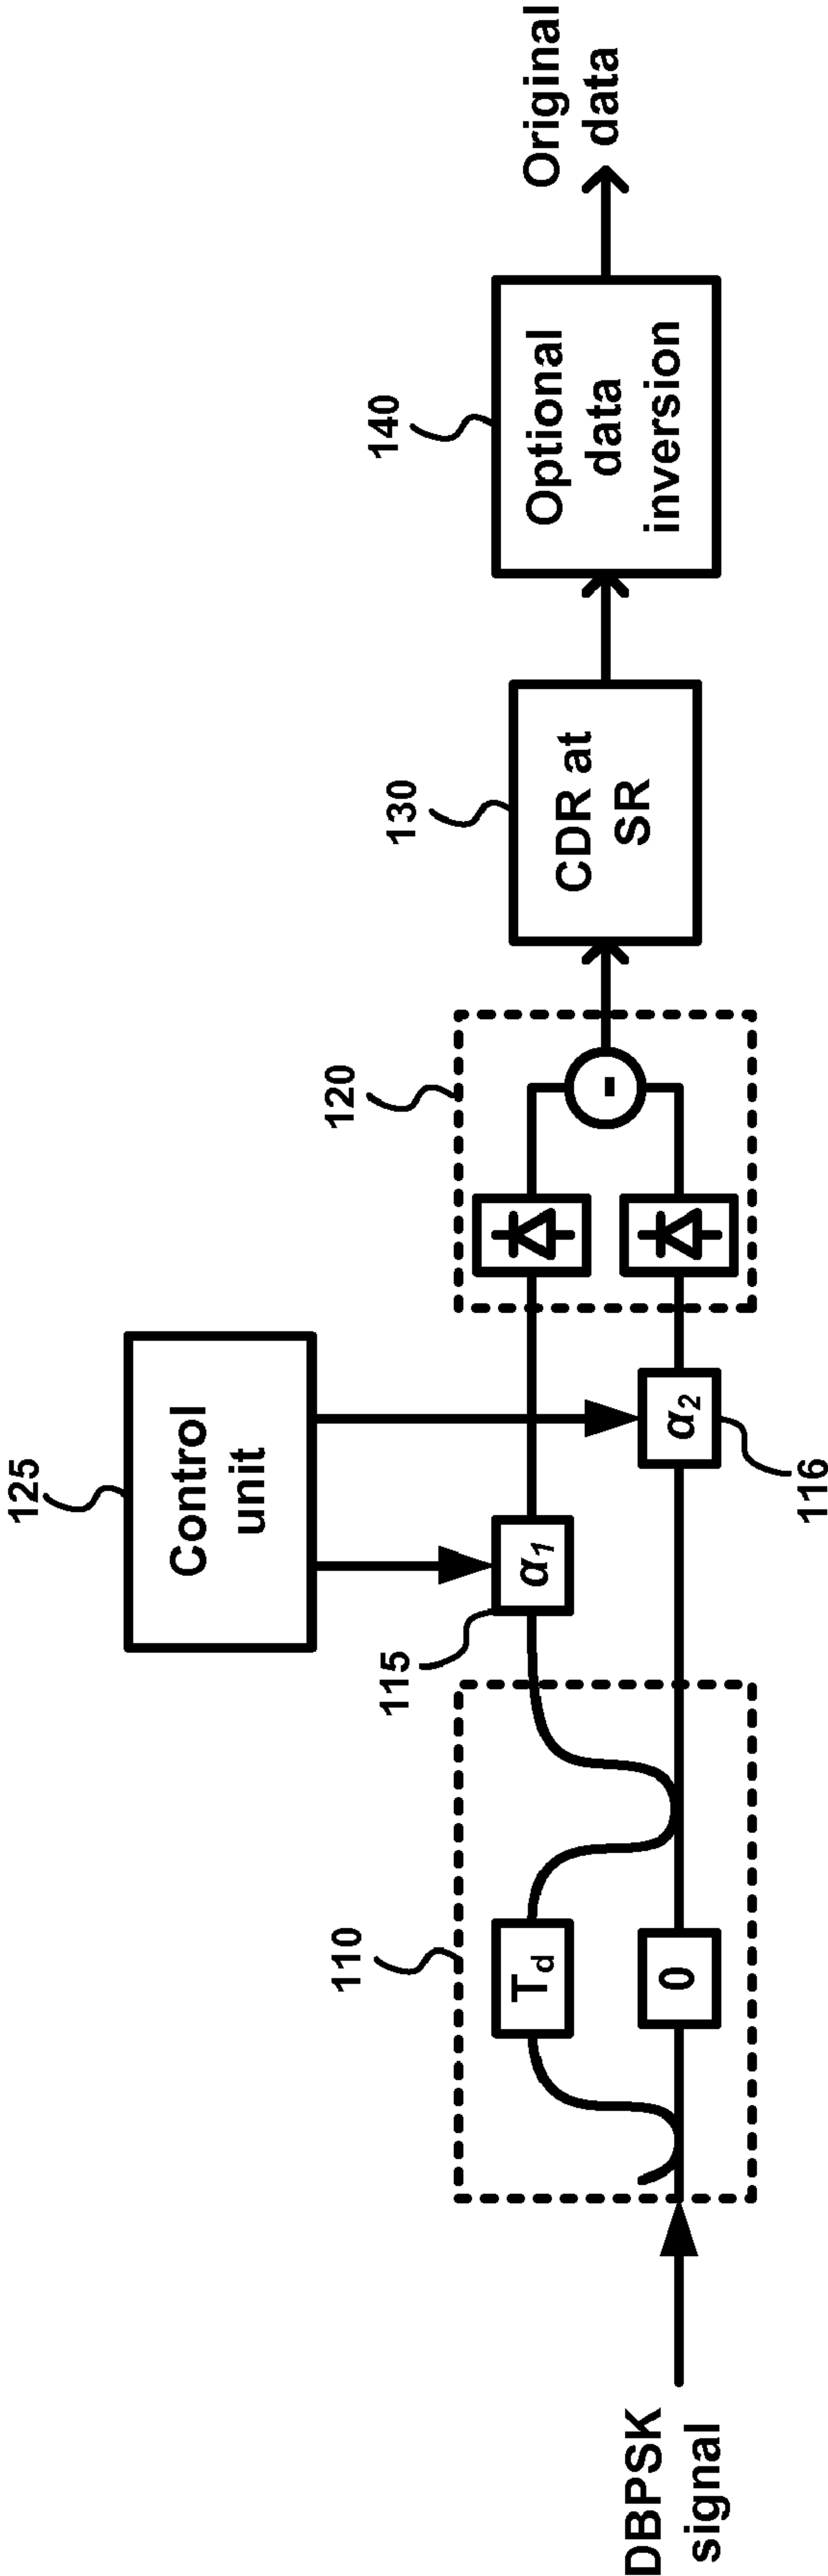 DBPSK
signal
110
T_d
0
115
α₁
α₂
116
125
Control
unit
120
-
130
CDR at
SR
140
Optional
data
inversion
Original
data